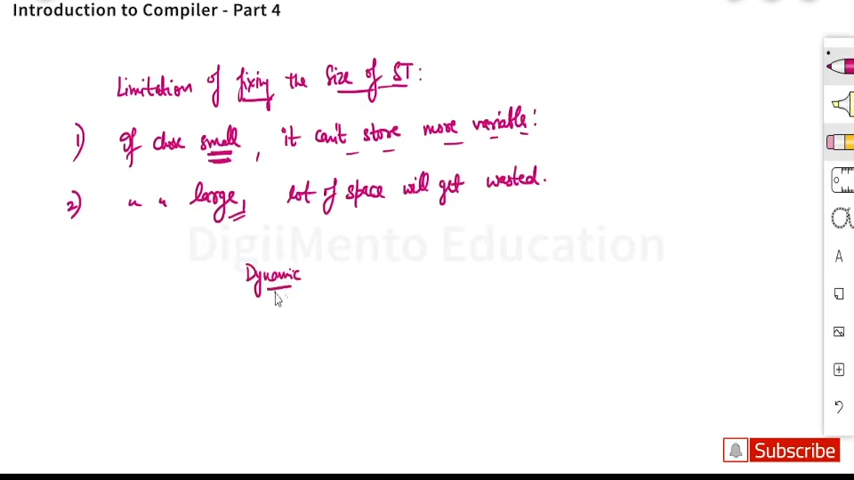 Introduction to Compiler - Part 4
Limitation of fixing the Size of ST:
1) If chose small, it can't store more variable:
2) " " large, lot of space will get wasted.
DigiiMento Education
Dynamic
A
Subscribe